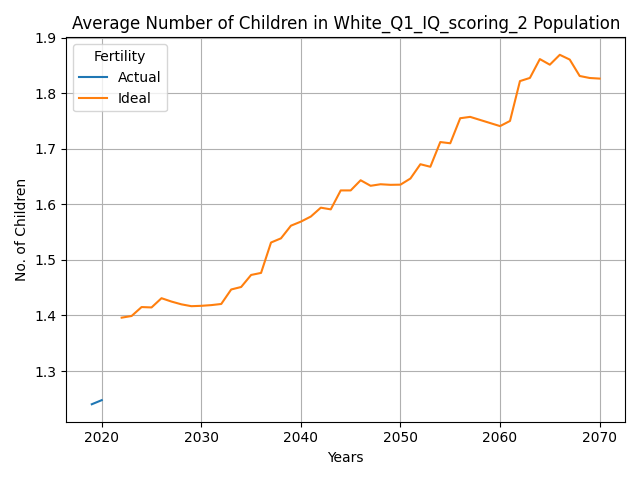 Average Number of Children in White_Q1_IQ_scoring_2 Population
Fertility
Actual
Ideal
No. of Children
1.9
1.8
1.7
1.6
1.5
1.4
1.3
2020
2030
2040
2050
2060
2070
Years